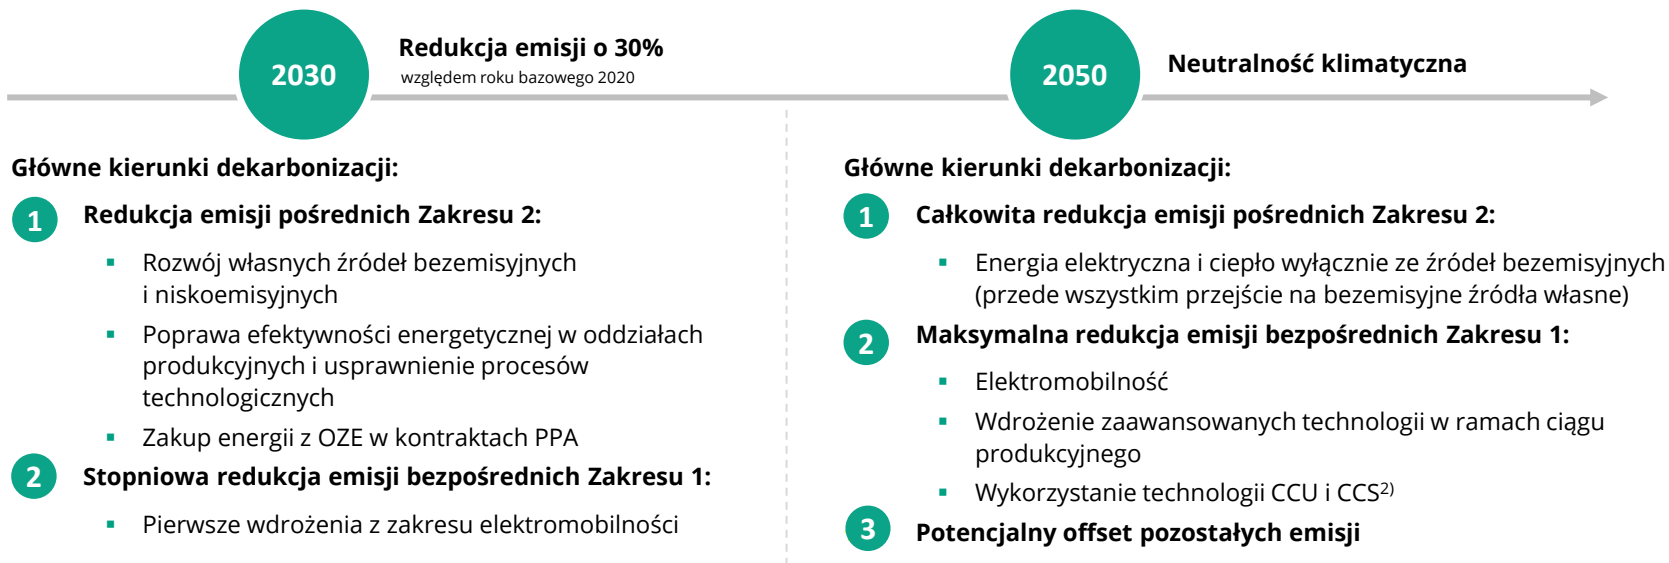 2030
Redukcja emisji o 30%
względem roku bazowego 2020
2050
Neutralność klimatyczna
Główne kierunki dekarbonizacji:
1
Redukcja emisji pośrednich Zakresu 2:
▪ Rozwój własnych źródeł bezemisyjnych
i niskoemisyjnych
▪ Poprawa efektywności energetycznej w oddziałach
produkcyjnych i usprawnienie procesów
technologicznych
▪ Zakup energii z OZE w kontraktach PPA
2
Stopniowa redukcja emisji bezpośrednich Zakresu 1:
▪ Pierwsze wdrożenia z zakresu elektromobilności
Główne kierunki dekarbonizacji:
1
Całkowita redukcja emisji pośrednich Zakresu 2:
▪ Energia elektryczna i ciepło wyłącznie ze źródeł bezemisyjnych
(przede wszystkim przejście na bezemisyjne źródła własne)
2
Maksymalna redukcja emisji bezpośrednich Zakresu 1:
▪ Elektromobilność
▪ Wdrożenie zaawansowanych technologii w ramach ciągu
produkcyjnego
▪ Wykorzystanie technologii CCU i CCS²⁾
3
Potencjalny offset pozostałych emisji